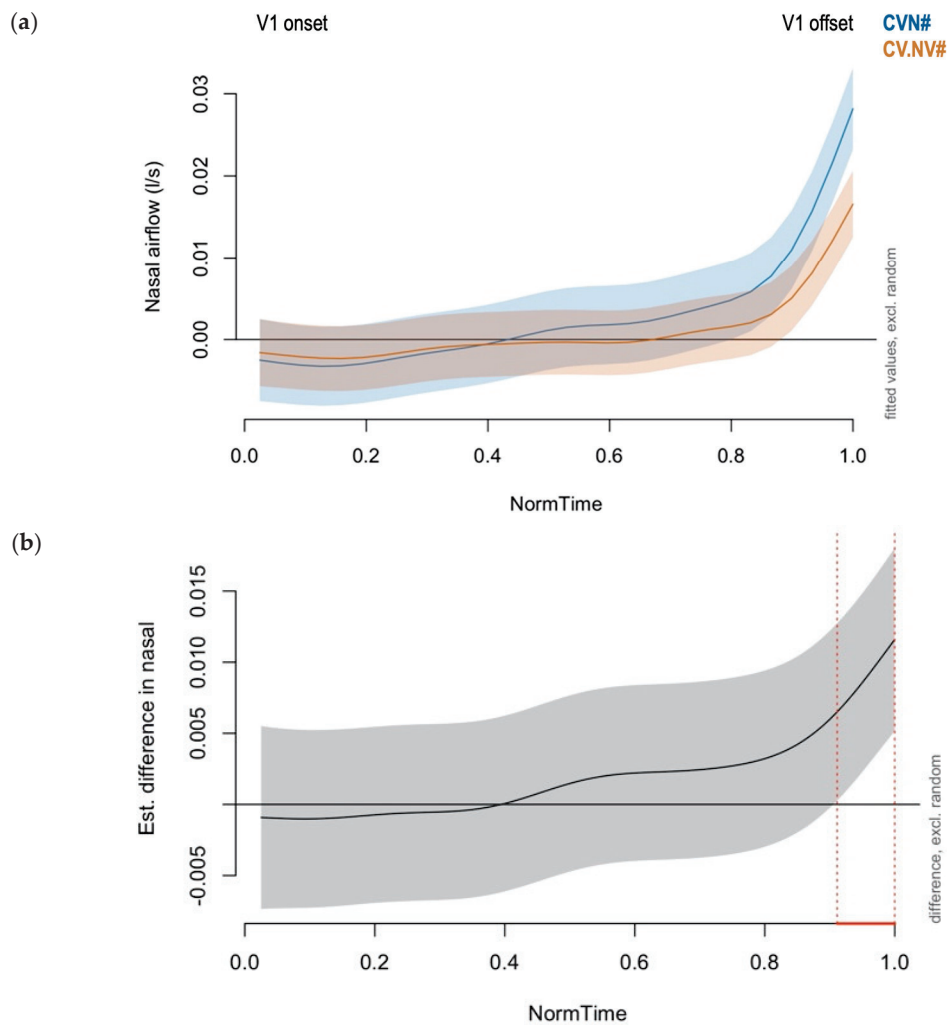 (a)
V1 onset
V1 offset
CVN#
CV.NV#
Nasal airflow (l/s)
0.03
0.02
0.01
0.00
fitted values, excl. random
0.0 0.2 0.4 0.6 0.8 1.0
NormTime
(b)
Est. difference in nasal
0.015
0.010
0.005
-0.005
difference, excl. random
0.0 0.2 0.4 0.6 0.8 1.0
NormTime